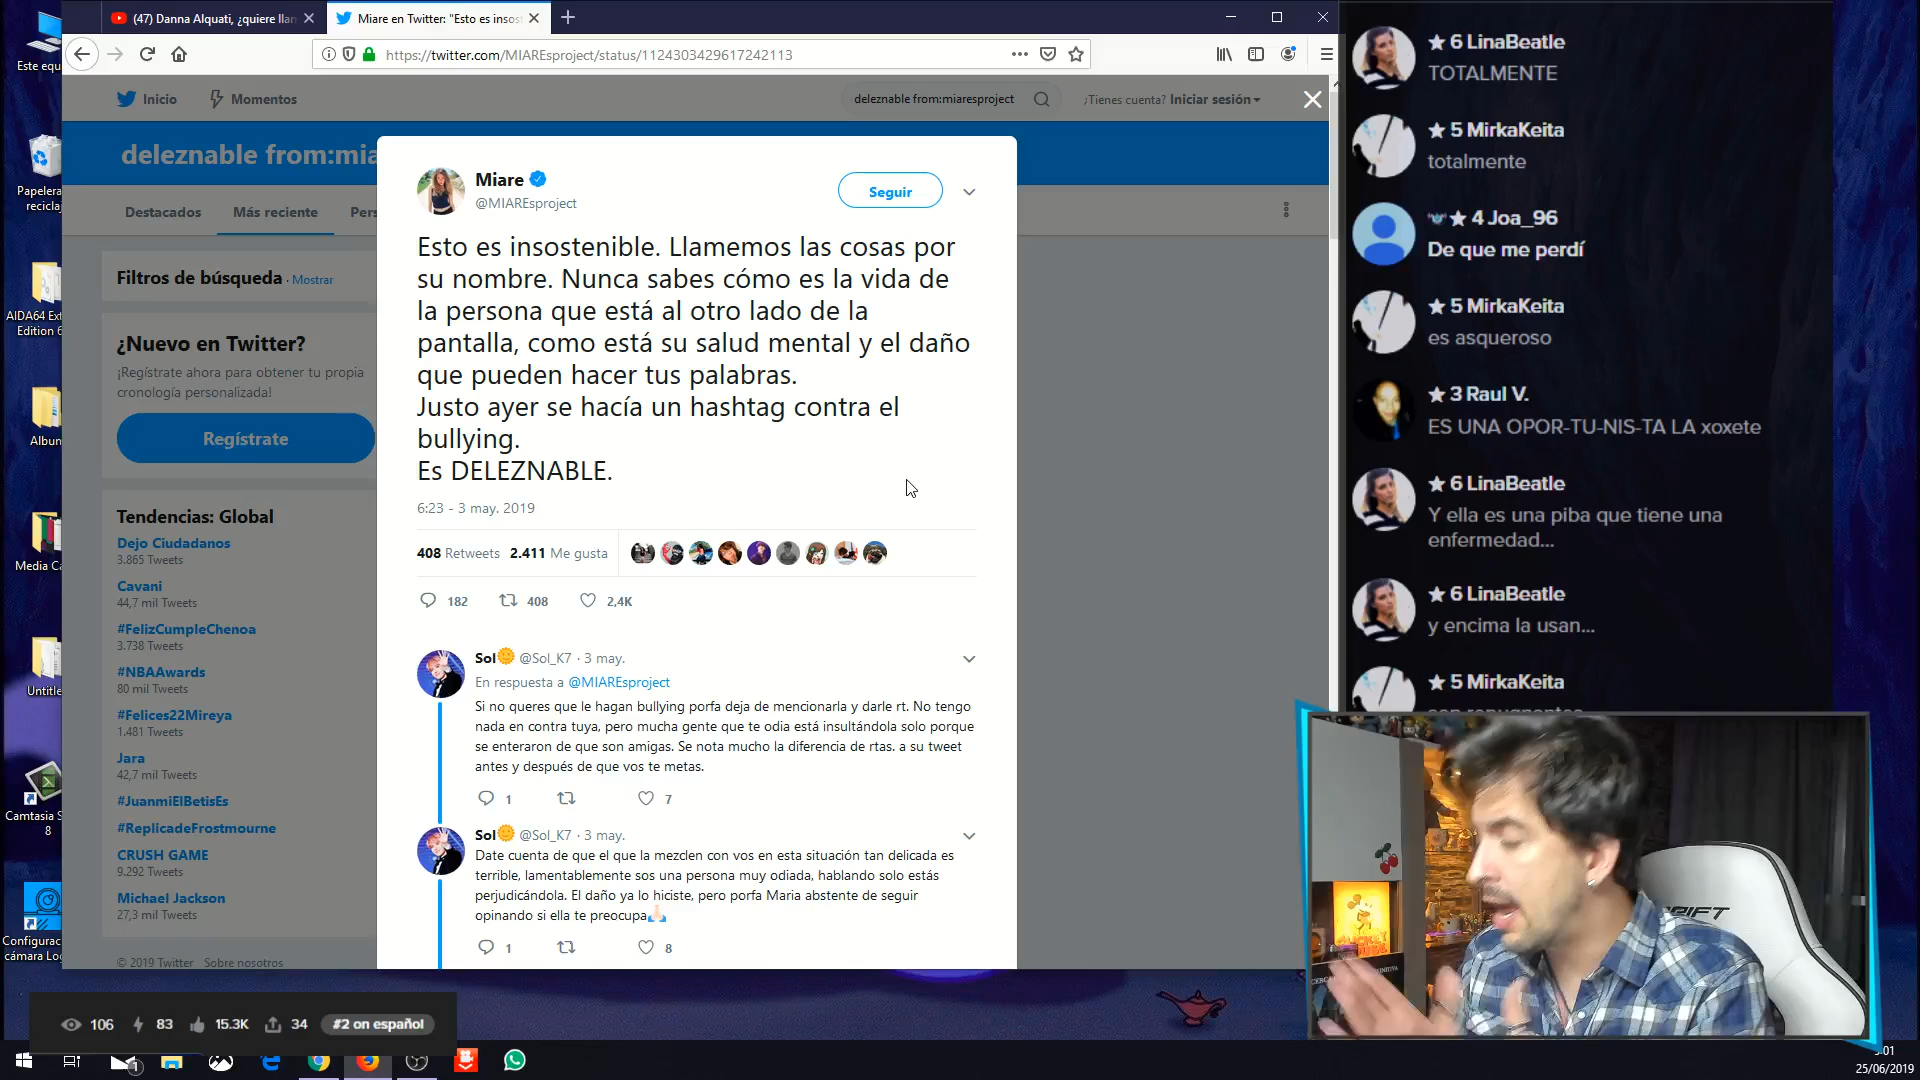 (47) Danna Alquati, ¿quiere llan
Miare en Twitter: "Esto es insost
https://twitter.com/MIAREsproject/status/1124303429617242113
Inicio
Momentos
deleznable from:miaresproject
¿Tienes cuenta? Iniciar sesión
deleznable from:mia
Destacados
Más reciente
Pers
Filtros de búsqueda · Mostrar
¿Nuevo en Twitter?
¡Regístrate ahora para obtener tu propia
cronología personalizada!
Regístrate
Tendencias: Global
Dejo Ciudadanos
3.865 Tweets
Cavani
44,7 mil Tweets
#FelizCumpleChenoa
3.738 Tweets
#NBAAwards
80 mil Tweets
#Felices22Mireya
1.481 Tweets
Jara
42,7 mil Tweets
#JuanmiElBetisEs
#ReplicadeFrostmourne
CRUSH GAME
9.292 Tweets
Michael Jackson
27,3 mil Tweets
© 2019 Twitter Sobre nosotros
Miare
@MIAREsproject
Seguir
Esto es insostenible. Llamemos las cosas por
su nombre. Nunca sabes cómo es la vida de
la persona que está al otro lado de la
pantalla, como está su salud mental y el daño
que pueden hacer tus palabras.
Justo ayer se hacía un hashtag contra el
bullying.
Es DELEZNABLE.
6:23 - 3 may. 2019
408 Retweets 2.411 Me gusta
182 408 2,4K
Sol @Sol_K7 · 3 may.
En respuesta a @MIAREsproject
Si no queres que le hagan bullying porfa deja de mencionarla y darle rt. No tengo
nada en contra tuya, pero mucha gente que te odia está insultándola solo porque
se enteraron de que son amigas. Se nota mucho la diferencia de rtas. a su tweet
antes y después de que vos te metas.
1 7
Sol @Sol_K7 · 3 may.
Date cuenta de que el que la mezclen con vos en esta situación tan delicada es
terrible, lamentablemente sos una persona muy odiada, hablando solo estás
perjudicándola. El daño ya lo hiciste, pero porfa Maria abstente de seguir
opinando si ella te preocupa
1 8
★ 6 LinaBeatle
TOTALMENTE
★ 5 MirkaKeita
totalmente
★ 4 Joa_96
De que me perdí
★ 5 MirkaKeita
es asqueroso
★ 3 Raul V.
ES UNA OPOR-TU-NIS-TA LA xoxete
★ 6 LinaBeatle
Y ella es una piba que tiene una
enfermedad...
★ 6 LinaBeatle
y encima la usan...
★ 5 MirkaKeita
Este equ
Papelera
reciclaj
AIDA64 Ext
Edition 6
Album
Media Ca
Untitle
Camtasia S
8
Configurac
cámara Lo
106 83 15.3K 34 #2 on español
1
25/06/2019